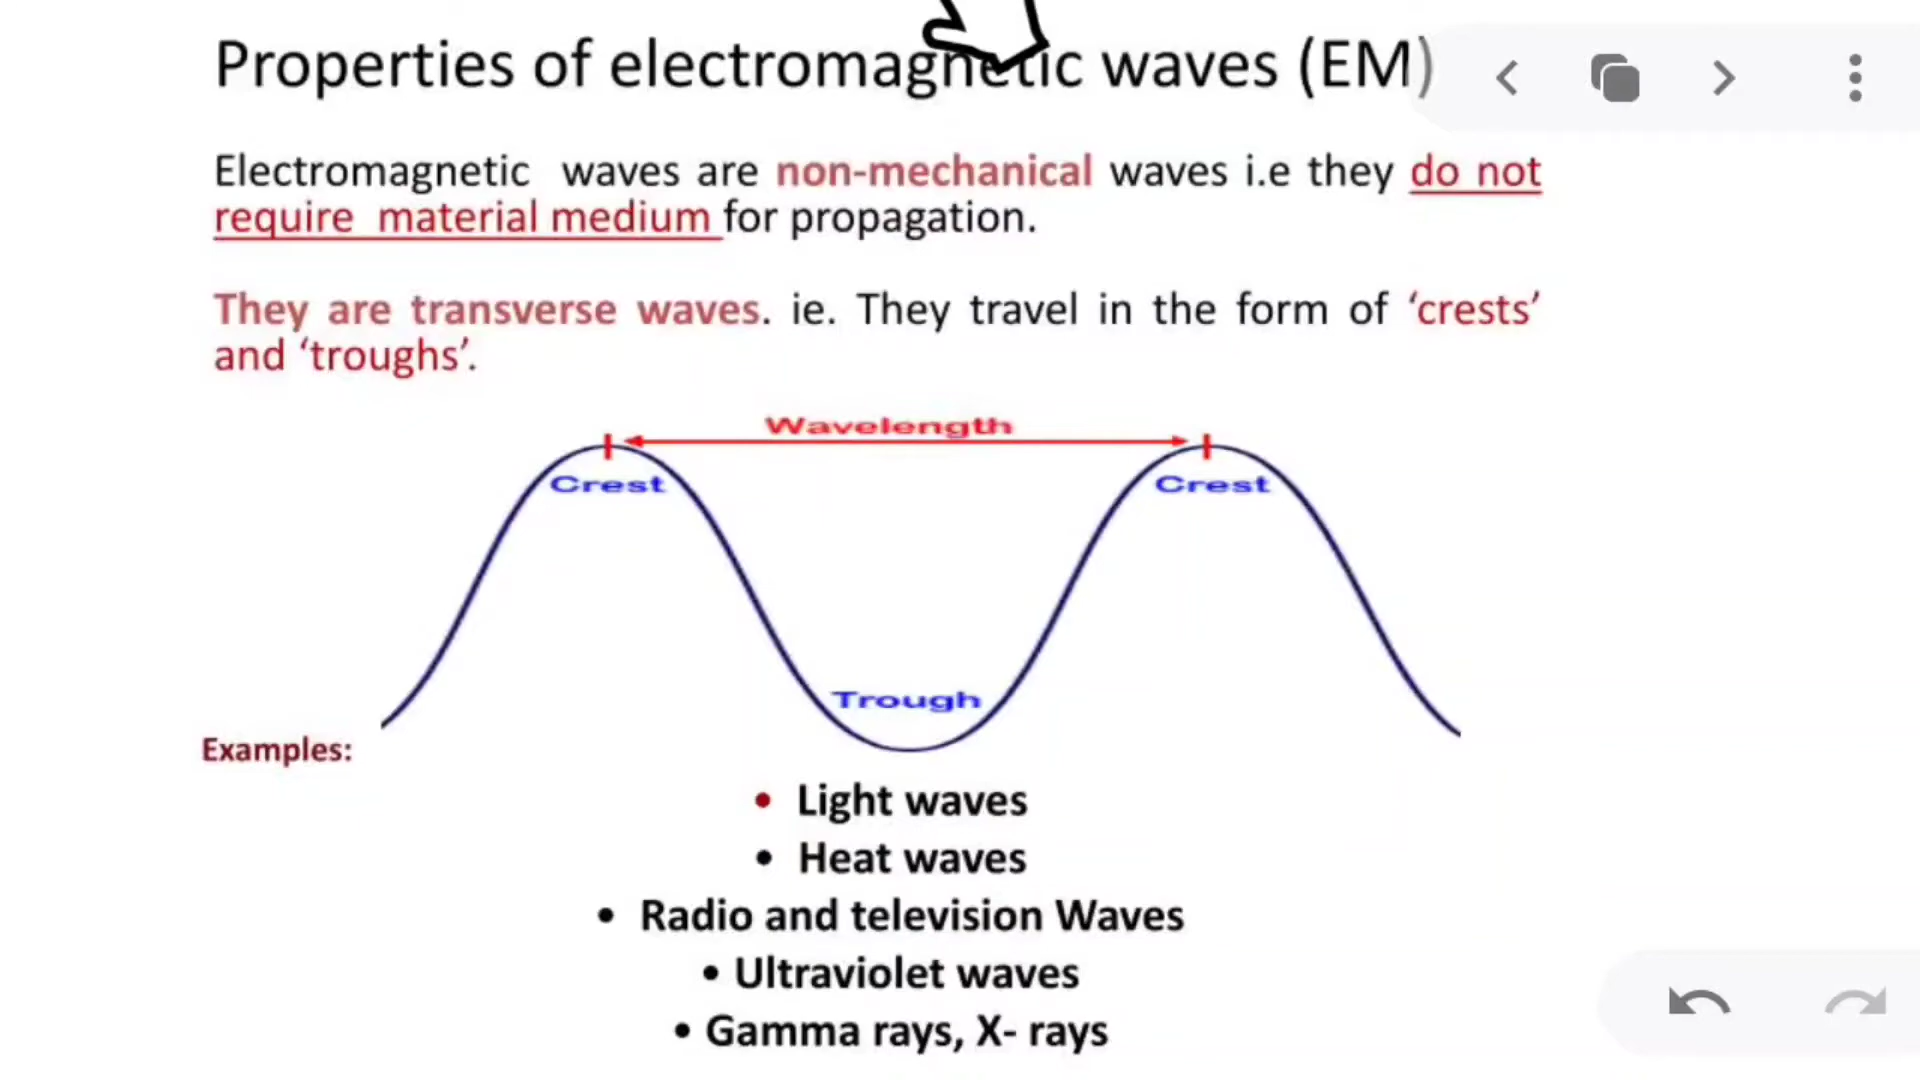 Properties of electromagnetic waves (EM)
Electromagnetic waves are non-mechanical waves i.e they do not
require material medium for propagation.
They are transverse waves. ie. They travel in the form of ‘crests’
and ‘troughs’.
Wavelength
Crest Crest
Trough
Examples:
• Light waves
• Heat waves
• Radio and television Waves
• Ultraviolet waves
• Gamma rays, X- rays